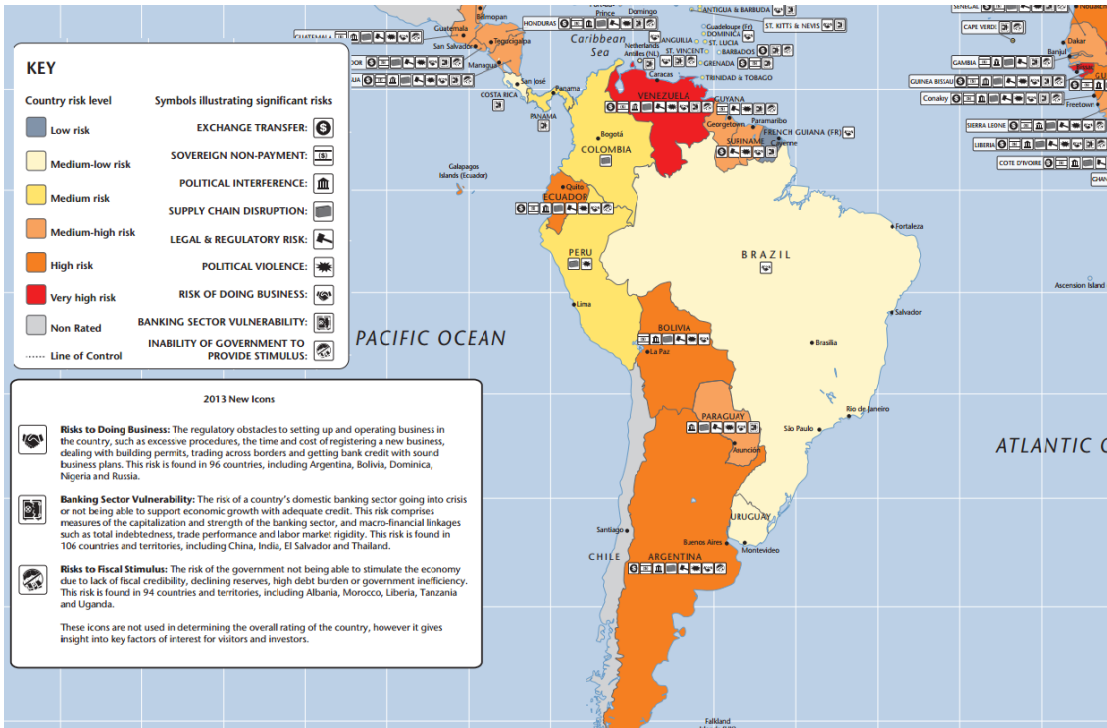 KEY
Country risk level
Low risk
Medium-low risk
Medium risk
Medium-high risk
High risk
Very high risk
Non Rated
Line of Control
Symbols illustrating significant risks
EXCHANGE TRANSFER:
SOVEREIGN NON-PAYMENT:
POLITICAL INTERFERENCE:
SUPPLY CHAIN DISRUPTION:
LEGAL & REGULATORY RISK:
POLITICAL VIOLENCE:
RISK OF DOING BUSINESS:
BANKING SECTOR VULNERABILITY:
INABILITY OF GOVERNMENT TO
PROVIDE STIMULUS:
2013 New Icons
Risks to Doing Business: The regulatory obstacles to setting up and operating business in
the country, such as excessive procedures, the time and cost of registering a new business,
dealing with building permits, trading across borders and getting bank credit with sound
business plans. This risk is found in 96 countries, including Argentina, Bolivia, Dominica,
Nigeria and Russia.
Banking Sector Vulnerability: The risk of a country's domestic banking sector going into crisis
or not being able to support economic growth with adequate credit. This risk comprises
measures of the capitalization and strength of the banking sector, and macro-financial linkages
such as total indebtedness, trade performance and labor market rigidity. This risk is found in
106 countries and territories, including China, India, El Salvador and Thailand.
Risks to Fiscal Stimulus: The risk of the government not being able to stimulate the economy
due to lack of fiscal credibility, declining reserves, high debt burden or government inefficiency.
This risk is found in 94 countries and territories, including Albania, Morocco, Liberia, Tanzania
and Uganda.
These icons are not used in determining the overall rating of the country, however it gives
insight into key factors of interest for visitors and investors.
Belmopan
HONDURAS
Guatemala
San Salvador
Tegucigalpa
Managua
San José
COSTA RICA
Panama
PANAMA
Prince
Domingo
Caribbean
Sea
Netherlands
Antilles (NL)
ANTIGUA & BARBUDA
ST. KITTS & NEVIS
Guadeloupe (Fr)
DOMINICA
ANGUILIA
ST. LUCIA
ST. VINCENT
BARBADOS
GRENADA
TRINIDAD & TOBAGO
Caracas
VENEZUELA
GUYANA
Georgetown
Paramaribo
SURINAME
FRENCH GUIANA (FR)
Cayenne
Bogotá
COLOMBIA
Galapagos
Islands (Ecuador)
Quito
ECUADOR
PERU
Lima
BRAZIL
Fortaleza
Salvador
Brasília
Rio de Janeiro
São Paulo
BOLIVIA
La Paz
PARAGUAY
Asunción
URUGUAY
Montevideo
Buenos Aires
Santiago
CHILE
ARGENTINA
Falkland
PACIFIC OCEAN
ATLANTIC
Ascension Island
SENEGAL
CAPE VERDE
Dakar
Banjul
GAMBIA
GUINEA BISSAU
Conakry
Freetown
SIERRA LEONE
LIBERIA
COTE D'IVOIRE